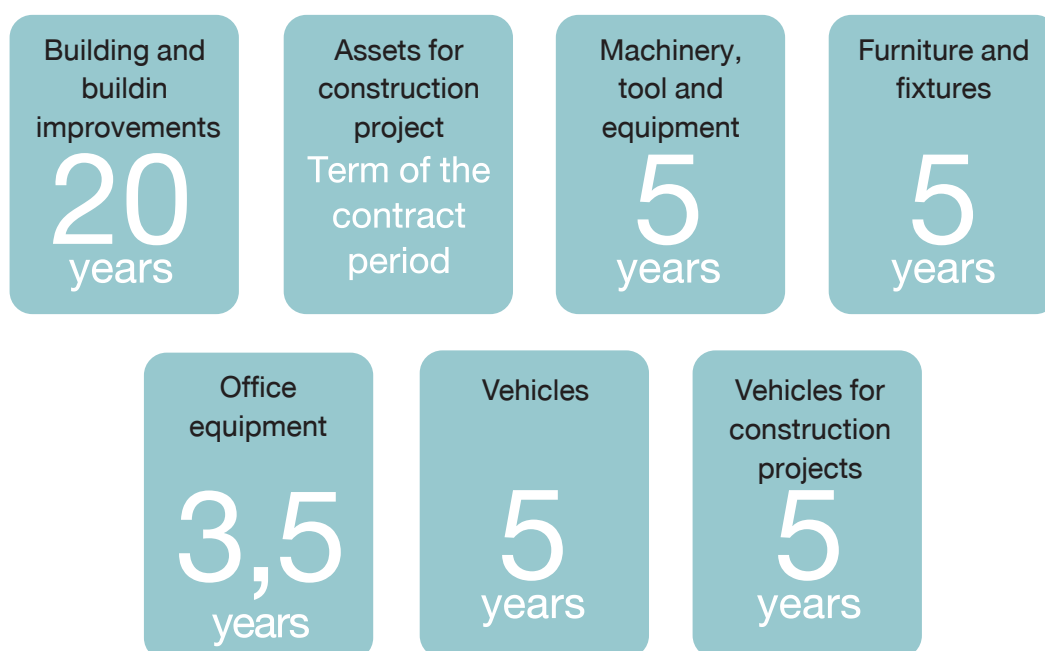 Building and
buildin
improvements
20
years
Assets for
construction
project
Term of the
contract
period
Machinery,
tool and
equipment
5
years
Furniture and
fixtures
5
years
Office
equipment
3,5
years
Vehicles
5
years
Vehicles for
construction
projects
5
years